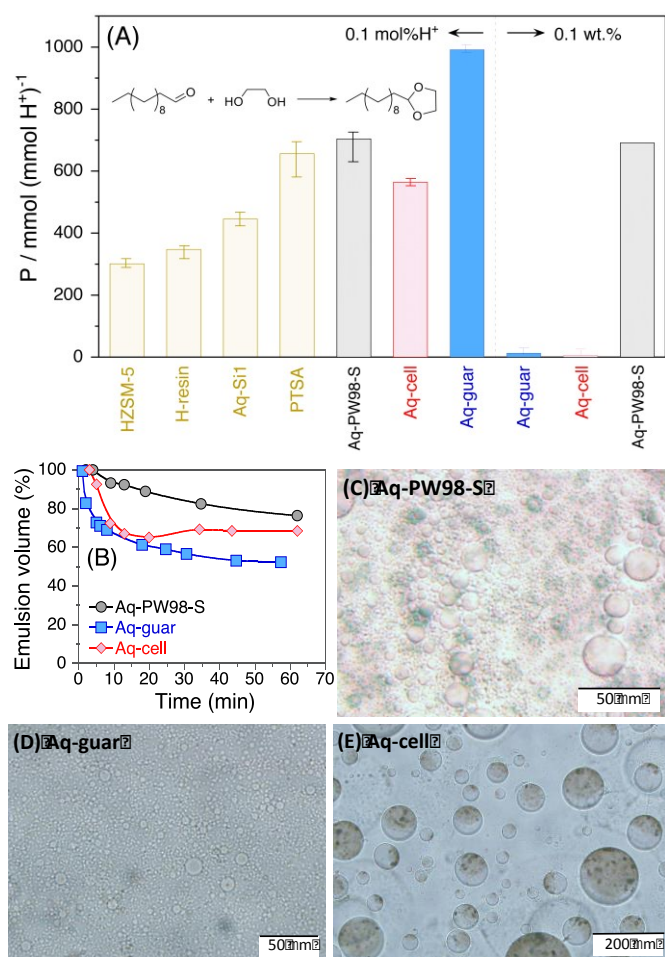 (A)
0.1 mol%H⁺
0.1 wt.%
1000
800
600
400
200
0
P / mmol (mmol H⁺)⁻¹
8
O
+
HO
OH
8
O
O
HZSM-5
H-resin
Aq-Si1
PTSA
Aq-PW98-S
Aq-cell
Aq-guar
Aq-guar
Aq-cell
Aq-PW98-S
(B)
Emulsion volume (%)
100
80
60
40
20
0
Aq-PW98-S
Aq-guar
Aq-cell
0 10 20 30 40 50 60 70
Time (min)
(C)⍰Aq-PW98-S⍰
50⍰m⍰
(D)⍰Aq-guar⍰
50⍰m⍰
(E)⍰Aq-cell⍰
200⍰m⍰